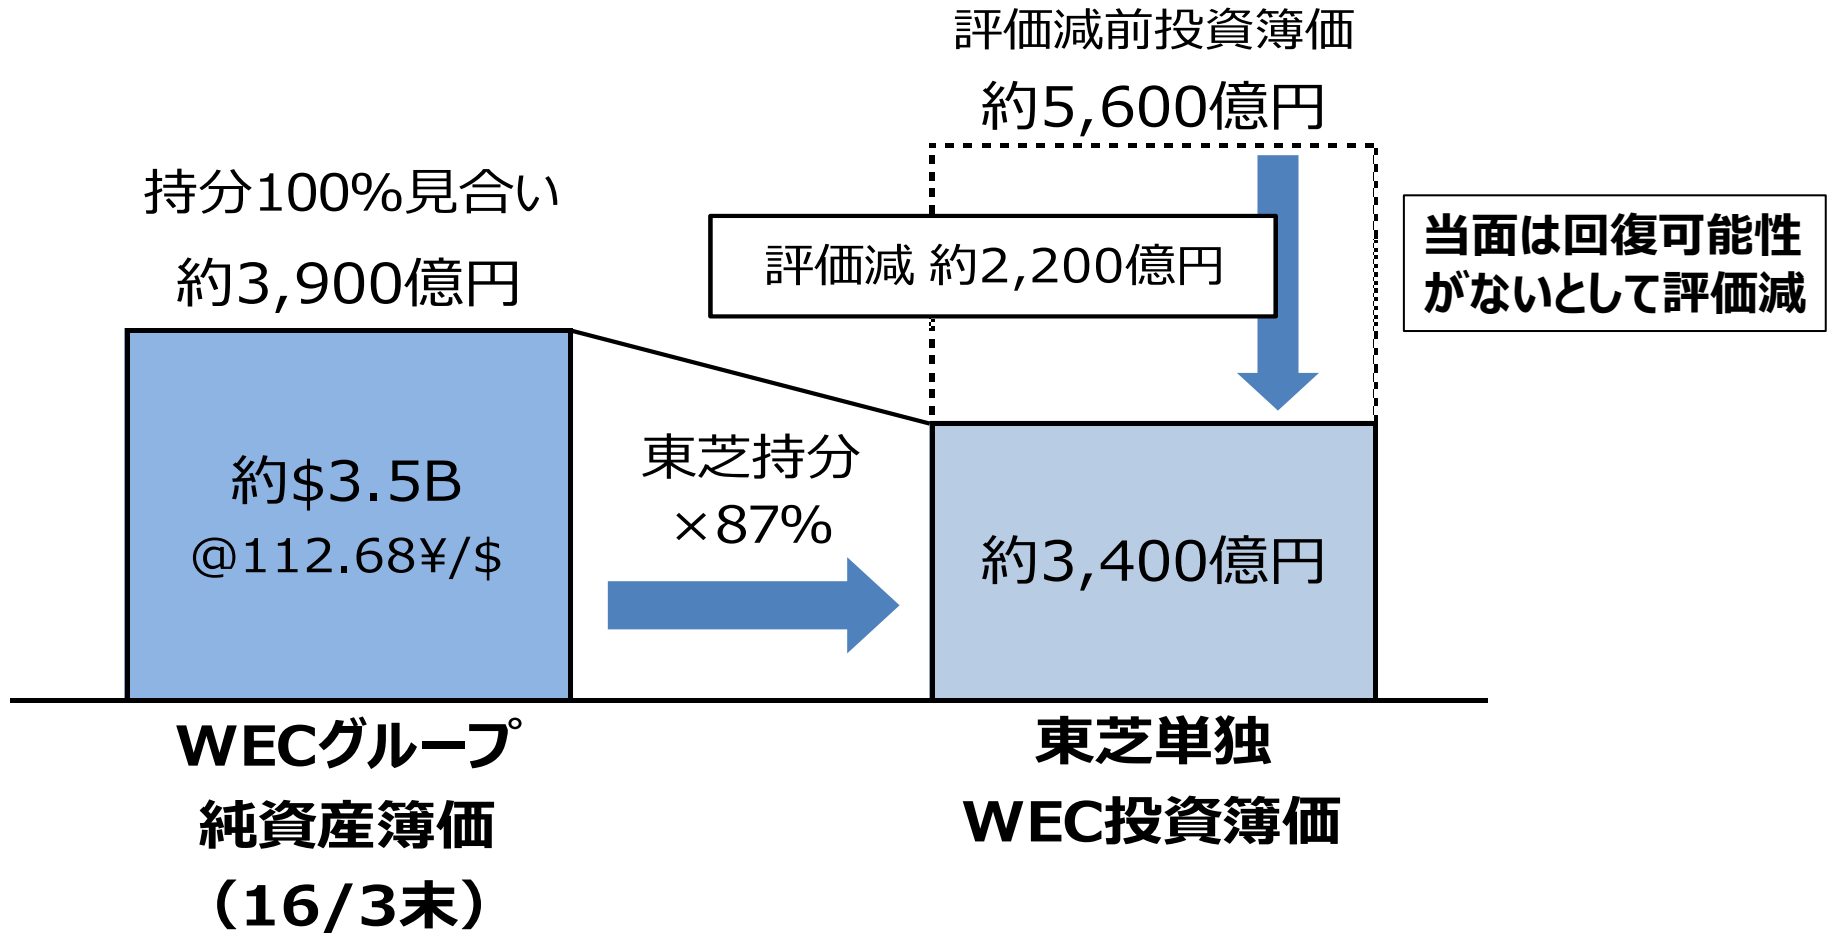 評価減前投資簿価
約5,600億円
持分100%見合い
約3,900億円
評価減 約2,200億円
当面は回復可能性
がないとして評価減
約$3.5B
@112.68¥/$
東芝持分
×87%
約3,400億円
WECグループ
純資産簿価
（16/3末）
東芝単独
WEC投資簿価